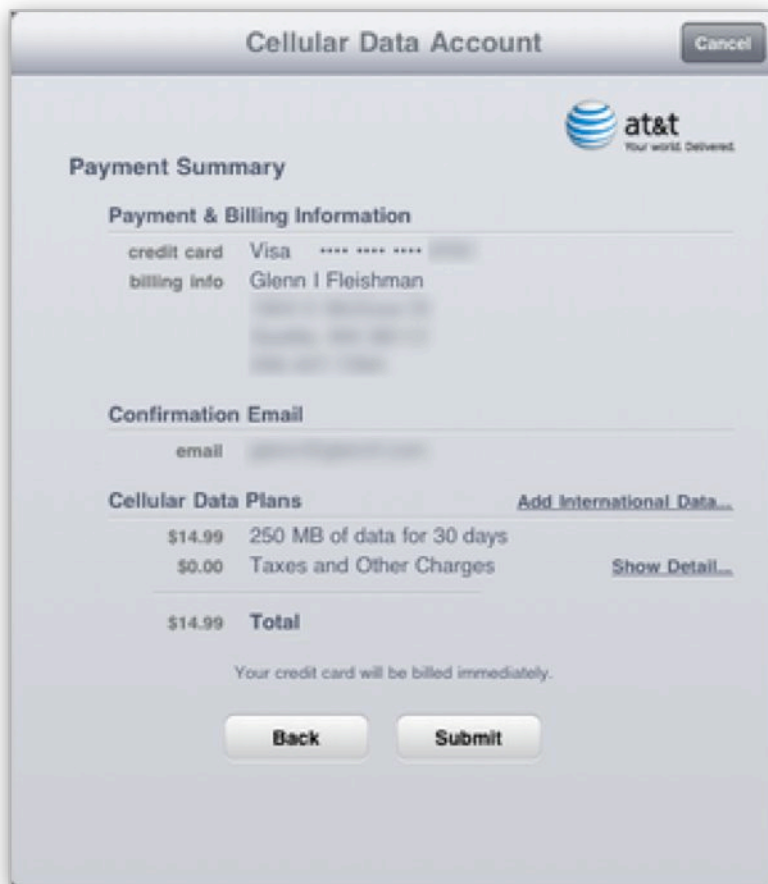 Cellular Data Account
Cancel
at&t
Your world. Delivered.
Payment Summary
Payment & Billing Information
credit card Visa •••• •••• ••••
billing info Glenn I Fleishman
Confirmation Email
email
Cellular Data Plans Add International Data...
$14.99 250 MB of data for 30 days
$0.00 Taxes and Other Charges Show Detail...
$14.99 Total
Your credit card will be billed immediately.
Back Submit